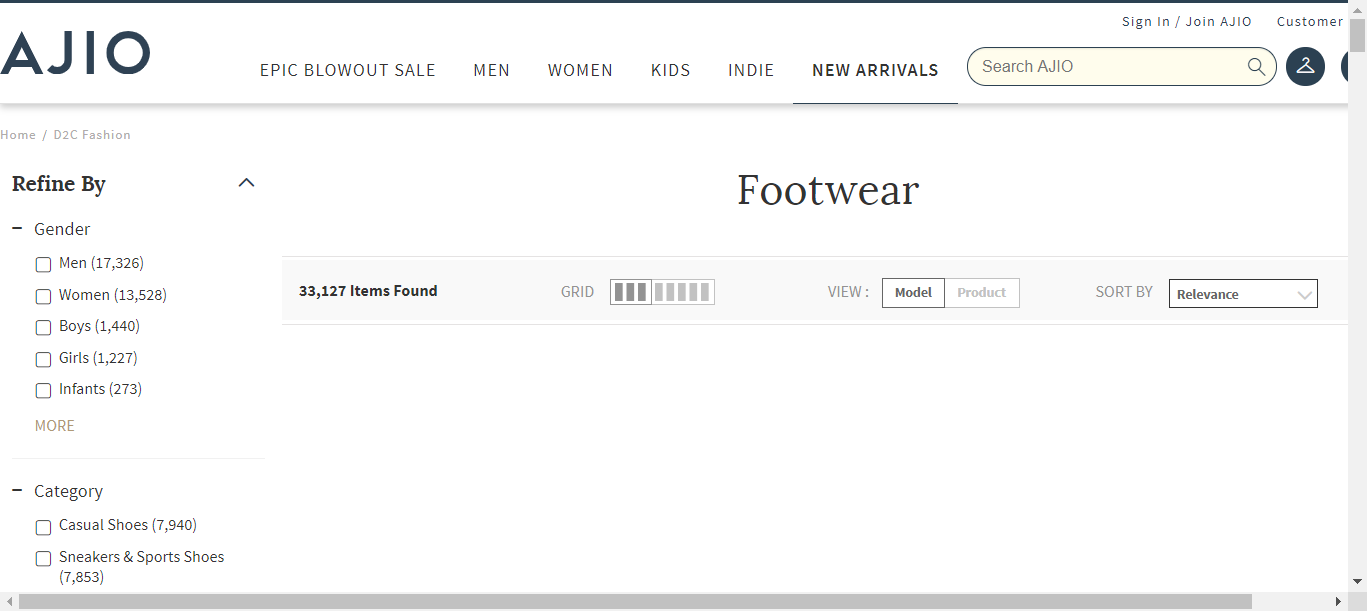 Sign In / Join AJIO Customer
AJIO
EPIC BLOWOUT SALE MEN WOMEN KIDS INDIE NEW ARRIVALS Search AJIO
Home / D2C Fashion
Refine By
Footwear
Gender
Men (17,326)
Women (13,528)
Boys (1,440)
Girls (1,227)
Infants (273)
MORE
33,127 Items Found GRID VIEW : Model Product SORT BY Relevance
Category
Casual Shoes (7,940)
Sneakers & Sports Shoes
(7,853)